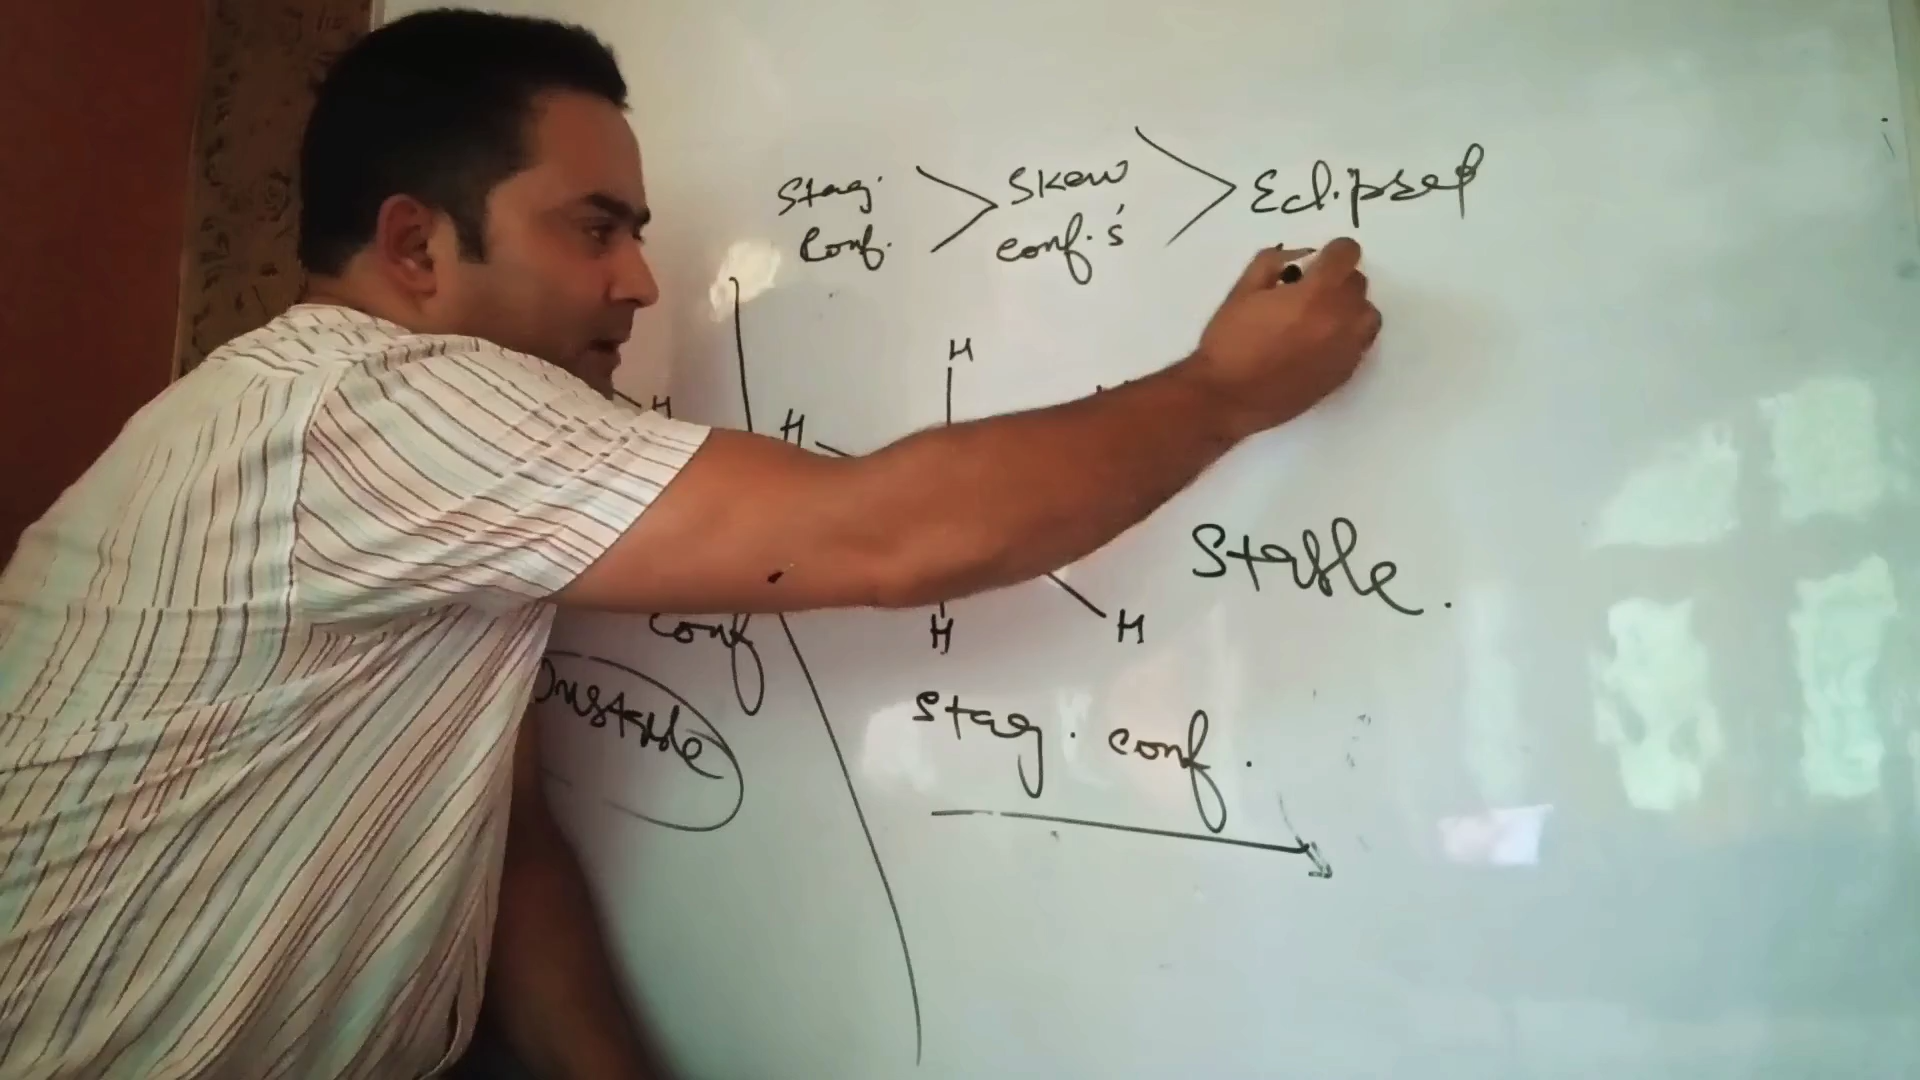 Stag. > Skew > Eclipsed
Conf. conf.'s
H
H H
Stable.
H H
conf
Unstable
Stag. conf.